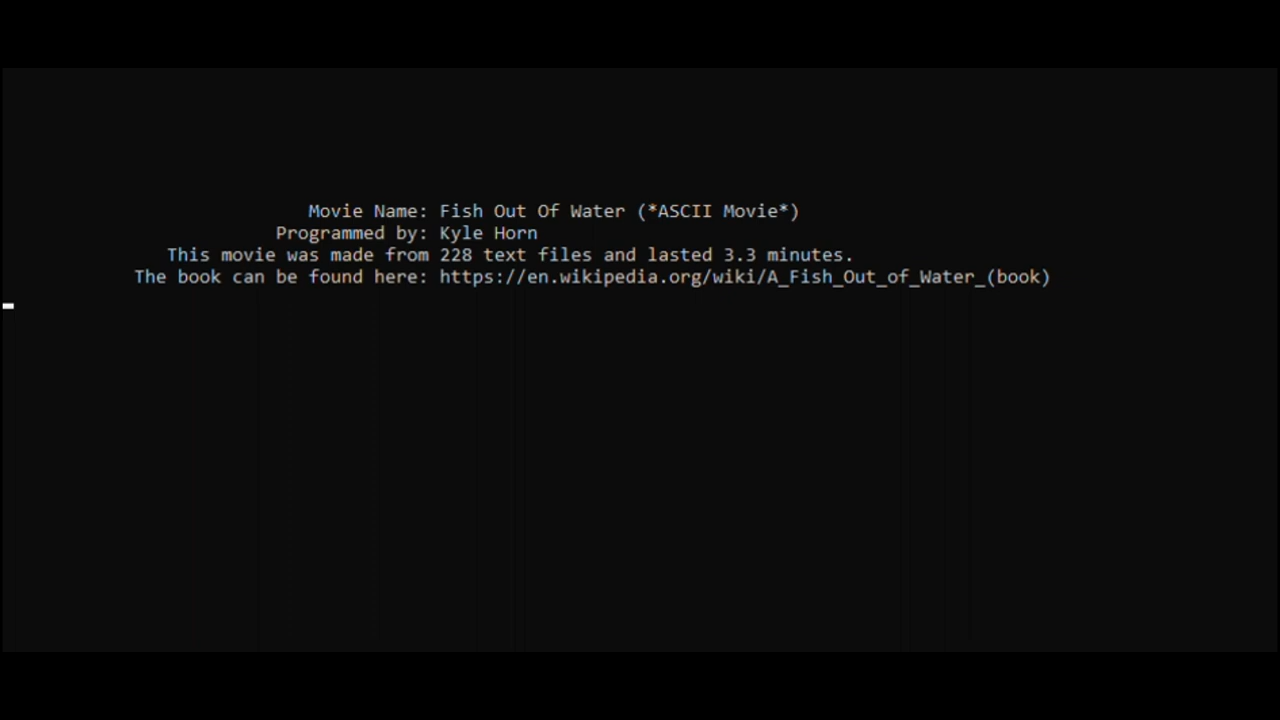 Movie Name: Fish Out Of Water (*ASCII Movie*)
Programmed by: Kyle Horn
This movie was made from 228 text files and lasted 3.3 minutes.
The book can be found here: https://en.wikipedia.org/wiki/A_Fish_Out_of_Water_(book)